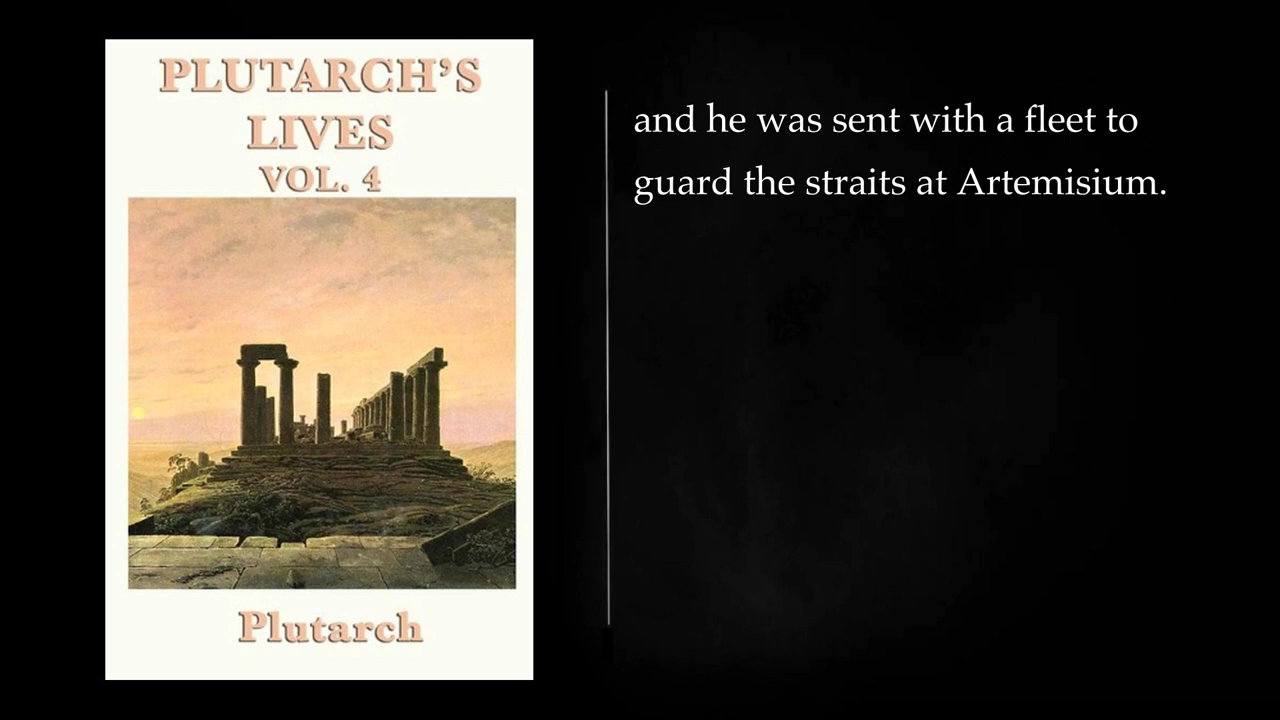 PLUTARCH'S
LIVES
VOL. 4
Plutarch
and he was sent with a fleet to
guard the straits at Artemisium.